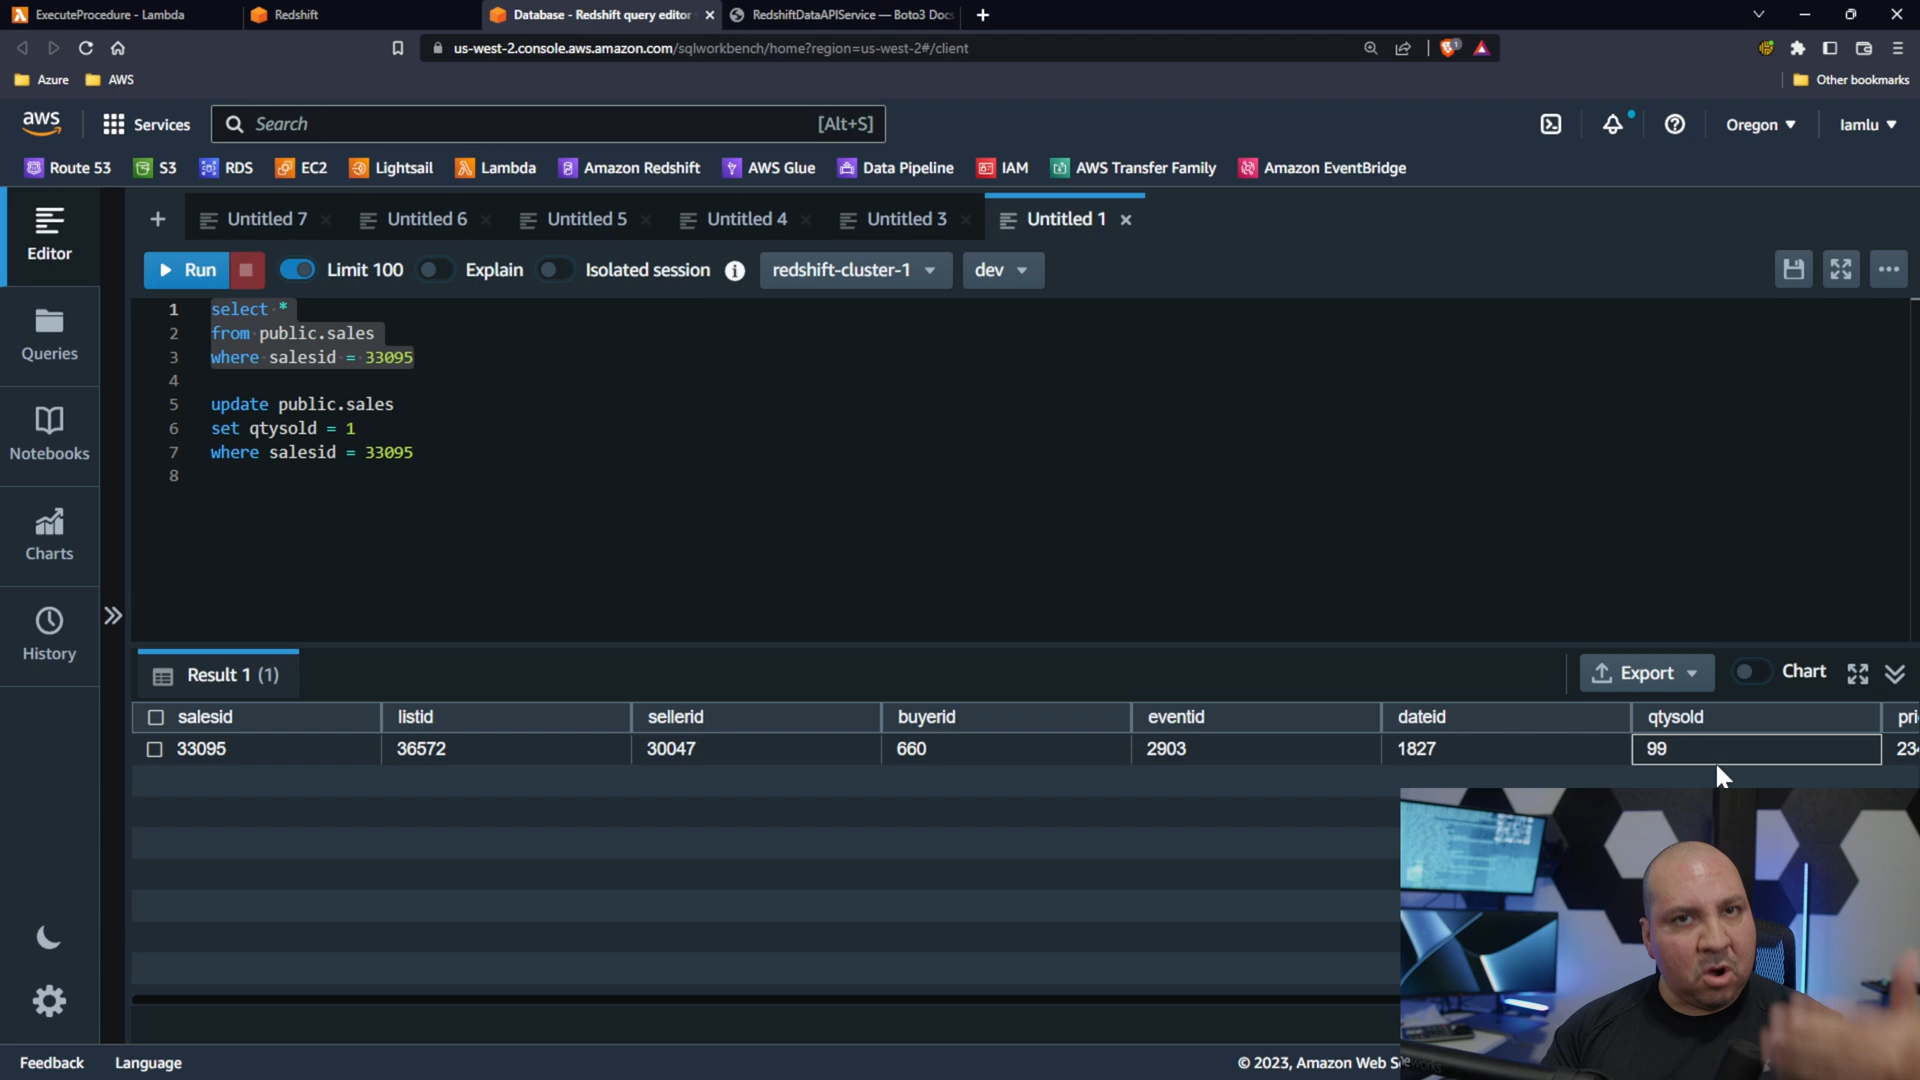 ExecuteProcedure - Lambda
Redshift
Database - Redshift query editor
RedshiftDataAPIService — Boto3 Docs
us-west-2.console.aws.amazon.com/sqlworkbench/home?region=us-west-2#/client
1
Azure
AWS
Other bookmarks
aws
Services
Search
[Alt+S]
Oregon
lamlu
Route 53
S3
RDS
EC2
Lightsail
Lambda
Amazon Redshift
AWS Glue
Data Pipeline
IAM
AWS Transfer Family
Amazon EventBridge
Editor
Queries
Notebooks
Charts
History
Untitled 7
Untitled 6
Untitled 5
Untitled 4
Untitled 3
Untitled 1
Run
Limit 100
Explain
Isolated session
redshift-cluster-1
dev
1 select *
2 from public.sales
3 where salesid = 33095
4
5 update public.sales
6 set qtysold = 1
7 where salesid = 33095
8
Result 1 (1)
Export
Chart
salesid listid sellerid buyerid eventid dateid qtysold pri
33095 36572 30047 660 2903 1827 99 234
Feedback
Language
© 2023, Amazon Web